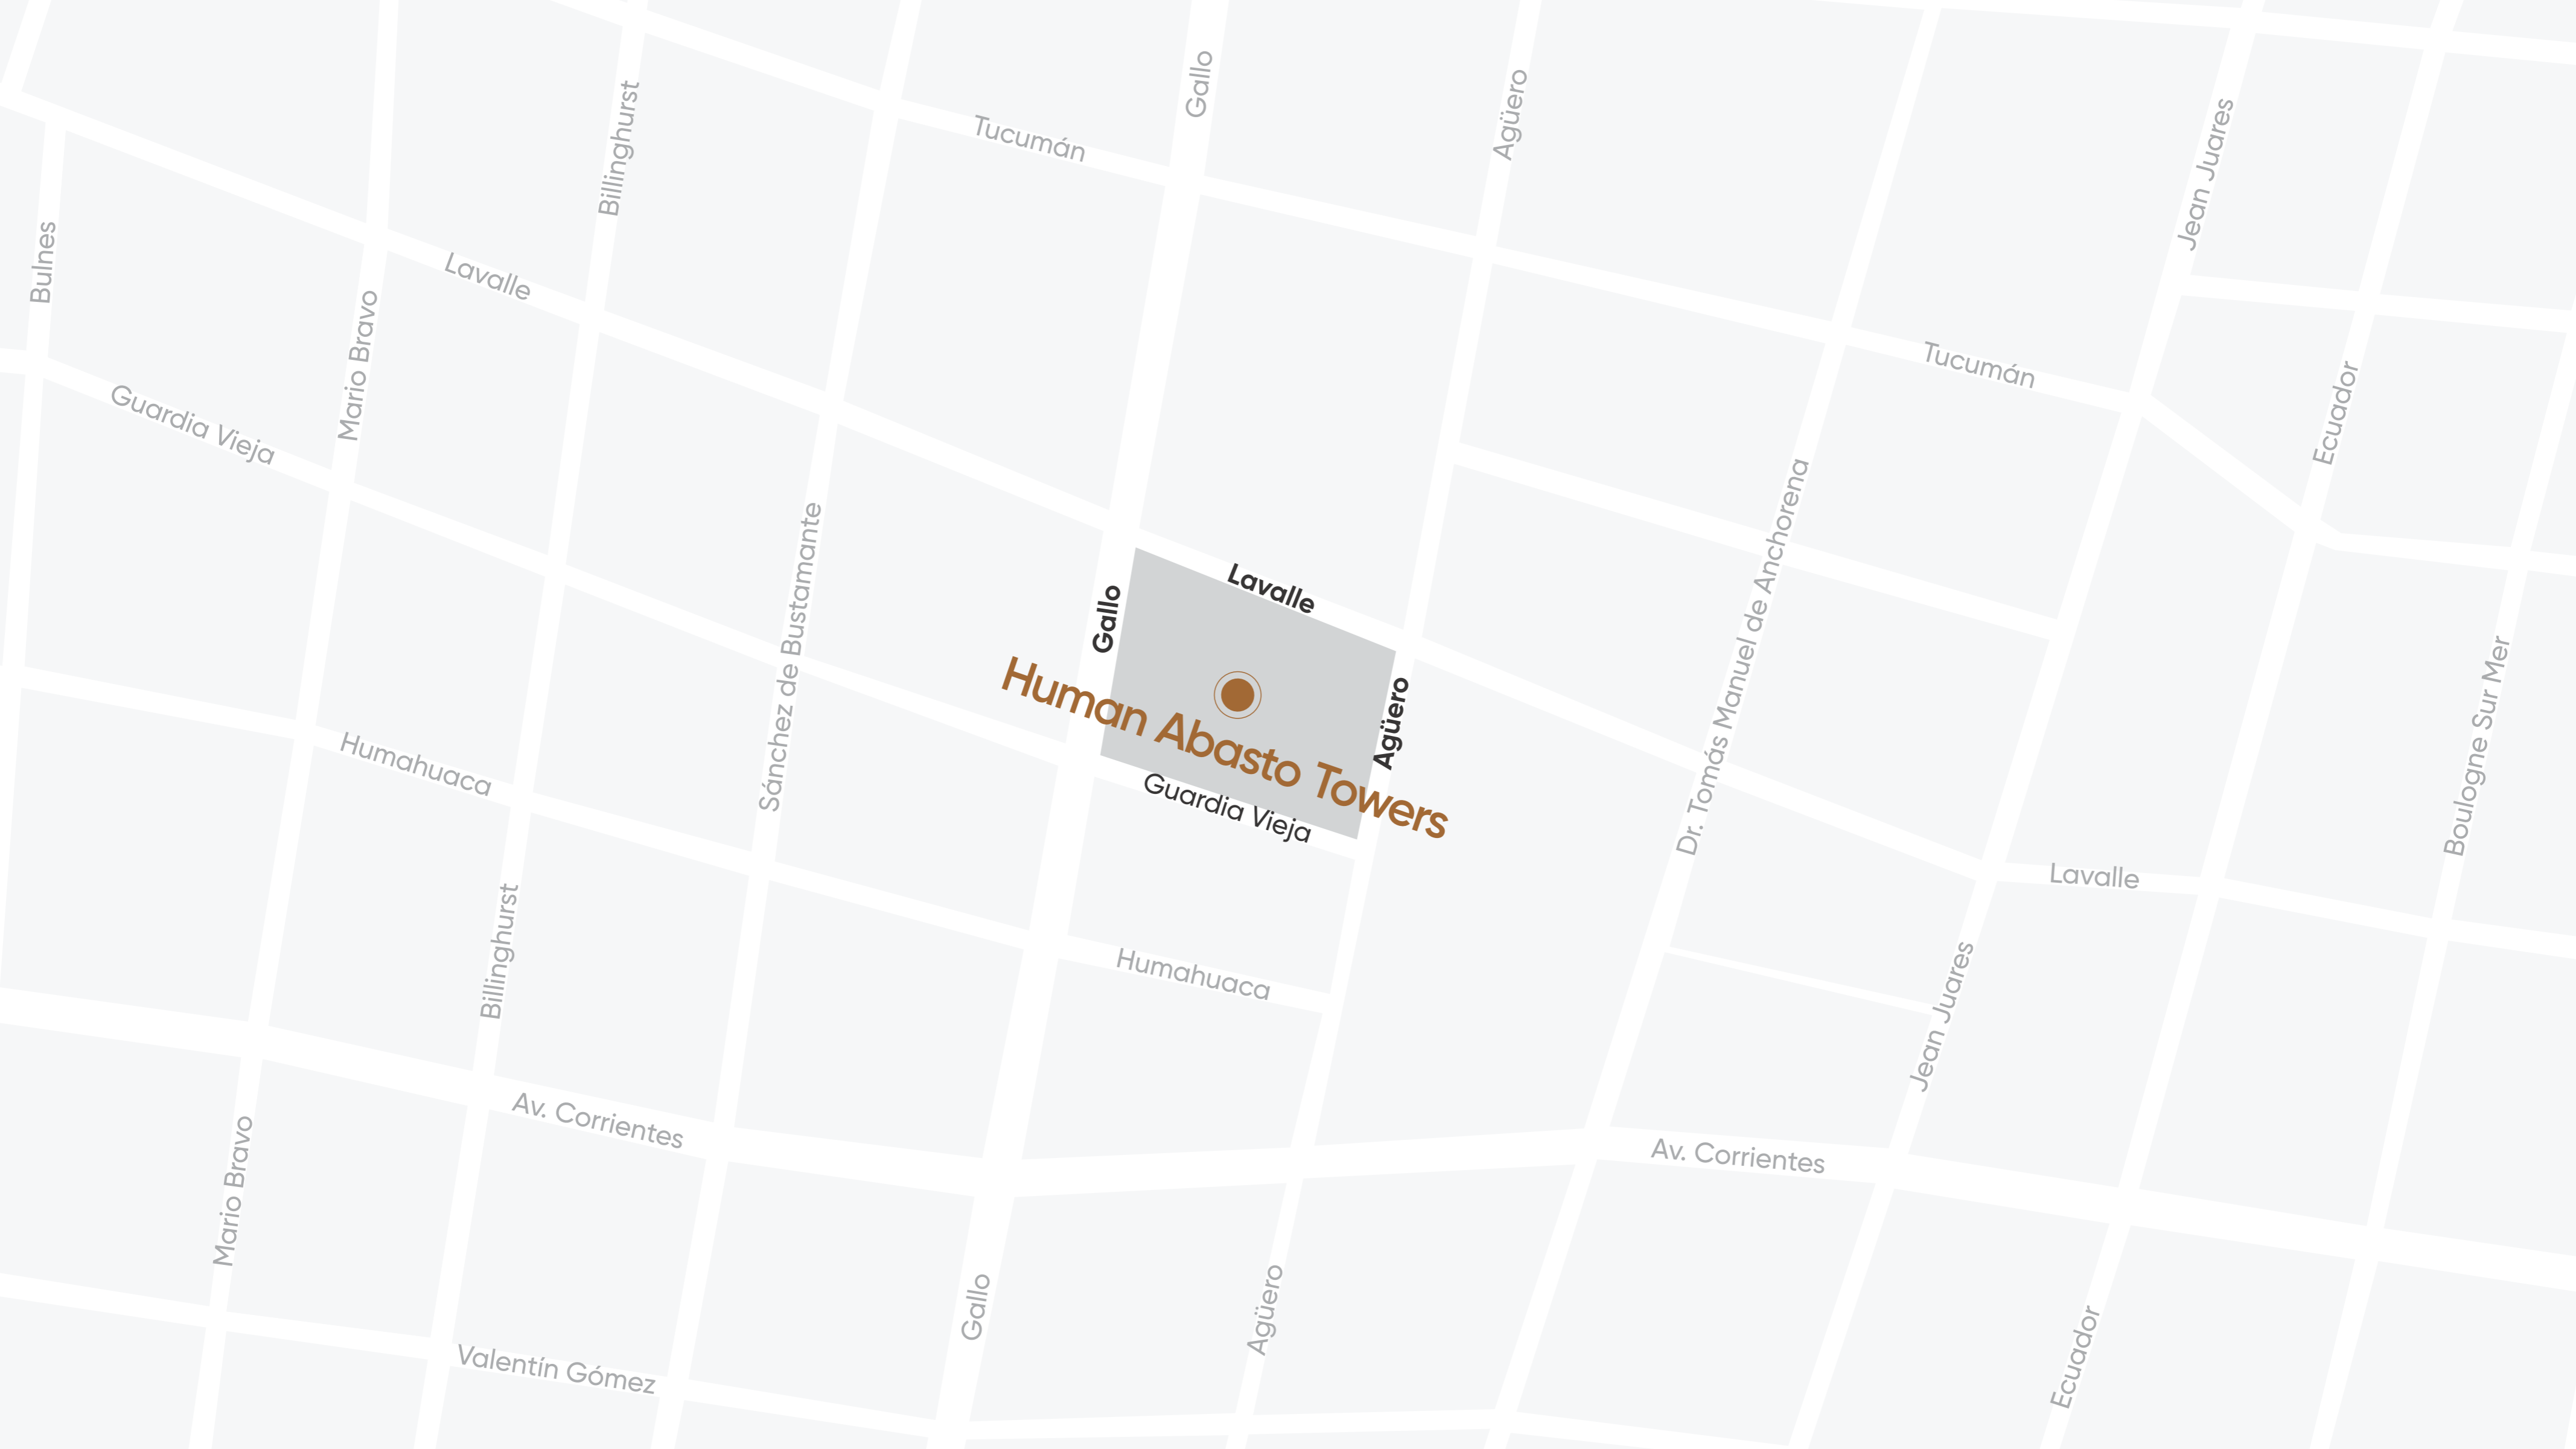 Gallo
Agüero
Billinghurst
Tucumán
Jean Juares
Bulnes
Lavalle
Mario Bravo
Tucumán
Ecuador
Guardia Vieja
Sánchez de Bustamante
Dr. Tomás Manuel de Anchorena
Lavalle
Gallo
Agüero
Human Abasto Towers
Guardia Vieja
Boulogne Sur Mer
Humahuaca
Lavalle
Billinghurst
Humahuaca
Jean Juares
Av. Corrientes
Av. Corrientes
Mario Bravo
Gallo
Agüero
Ecuador
Valentín Gómez